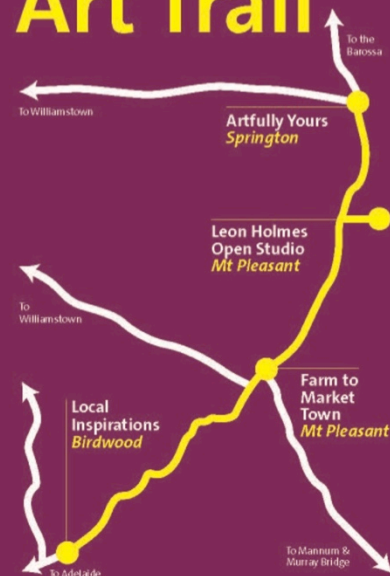 Art Trail
To the
Barossa
To Williamstown
Artfully Yours
Springton
Leon Holmes
Open Studio
Mt Pleasant
To
Williamstown
Farm to
Market
Town
Mt Pleasant
Local
Inspirations
Birdwood
To Mannum &
Murray Bridge
To Adelaide